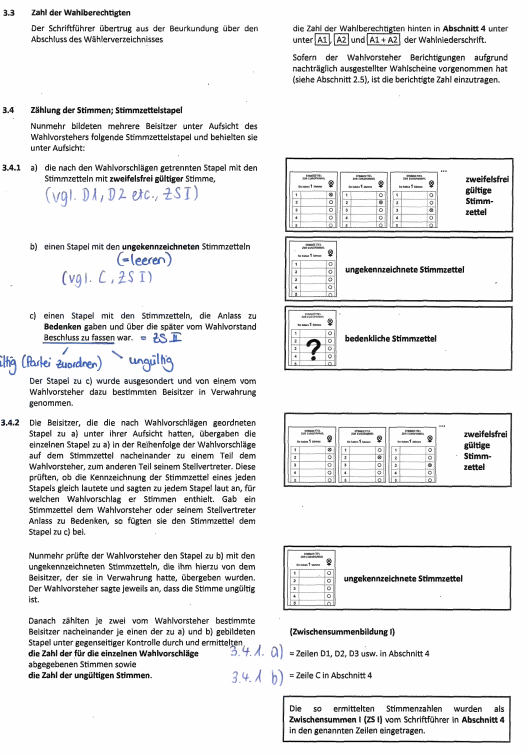 3.3 Zahl der Wahlberechtigten
Der Schriftführer übertrug aus der Beurkundung über den
Abschluss des Wählerverzeichnisses
die Zahl der Wahlberechtigten hinten in Abschnitt 4 unter
unter A1, A2 und A1 + A2 der Wahlniederschrift.
Sofern der Wahlvorsteher Berichtigungen aufgrund
nachträglich ausgestellter Wahlscheine vorgenommen hat
(siehe Abschnitt 2.5), ist die berichtigte Zahl einzutragen.
3.4 Zählung der Stimmen; Stimmzettelstapel
Nunmehr bildeten mehrere Beisitzer unter Aufsicht des
Wahlvorstehers folgende Stimmzettelstapel und behielten sie
unter Aufsicht:
3.4.1 a) die nach den Wahlvorschlägen getrennten Stapel mit den
Stimmzetteln mit zweifelsfrei gültiger Stimme,
(vgl. D1, D2 etc., ZS I)
zweifelsfrei
gültige
Stimm-
zettel
b) einen Stapel mit den ungekennzeichneten Stimmzetteln
(=leeren)
(vgl. C, ZS I)
ungekennzeichnete Stimmzettel
c) einen Stapel mit den Stimmzetteln, die Anlass zu
Bedenken gaben und über die später vom Wahlvorstand
Beschluss zu fassen war. = ZS II
(Partei zuordnen) ungültig
?
bedenkliche Stimmzettel
Der Stapel zu c) wurde ausgesondert und von einem vom
Wahlvorsteher dazu bestimmten Beisitzer in Verwahrung
genommen.
3.4.2 Die Beisitzer, die die nach Wahlvorschlägen geordneten
Stapel zu a) unter ihrer Aufsicht hatten, übergaben die
einzelnen Stapel zu a) in der Reihenfolge der Wahlvorschläge
auf dem Stimmzettel nacheinander zu einem Teil dem
Wahlvorsteher, zum anderen Teil seinem Stellvertreter. Diese
prüften, ob die Kennzeichnung der Stimmzettel eines jeden
Stapels gleich lautete und sagten zu jedem Stapel laut an, für
welchen Wahlvorschlag er Stimmen enthielt. Gab ein
Stimmzettel dem Wahlvorsteher oder seinem Stellvertreter
Anlass zu Bedenken, so fügten sie den Stimmzettel dem
Stapel zu c) bei.
zweifelsfrei
gültige
Stimm-
zettel
Nunmehr prüfte der Wahlvorsteher den Stapel zu b) mit den
ungekennzeichneten Stimmzetteln, die ihm hierzu von dem
Beisitzer, der sie in Verwahrung hatte, übergeben wurden.
Der Wahlvorsteher sagte jeweils an, dass die Stimme ungültig
ist.
ungekennzeichnete Stimmzettel
Danach zählten je zwei vom Wahlvorsteher bestimmte
Beisitzer nacheinander je einen der zu a) und b) gebildeten
Stapel unter gegenseitiger Kontrolle durch und ermittelten
die Zahl der für die einzelnen Wahlvorschläge
abgegebenen Stimmen sowie
die Zahl der ungültigen Stimmen.
(Zwischensummenbildung I)
3.4.1. a) = Zeilen D1, D2, D3 usw. in Abschnitt 4
3.4.1 b) = Zeile C in Abschnitt 4
Die so ermittelten Stimmenzahlen wurden als
Zwischensummen I (ZS I) vom Schriftführer in Abschnitt 4
in den genannten Zeilen eingetragen.